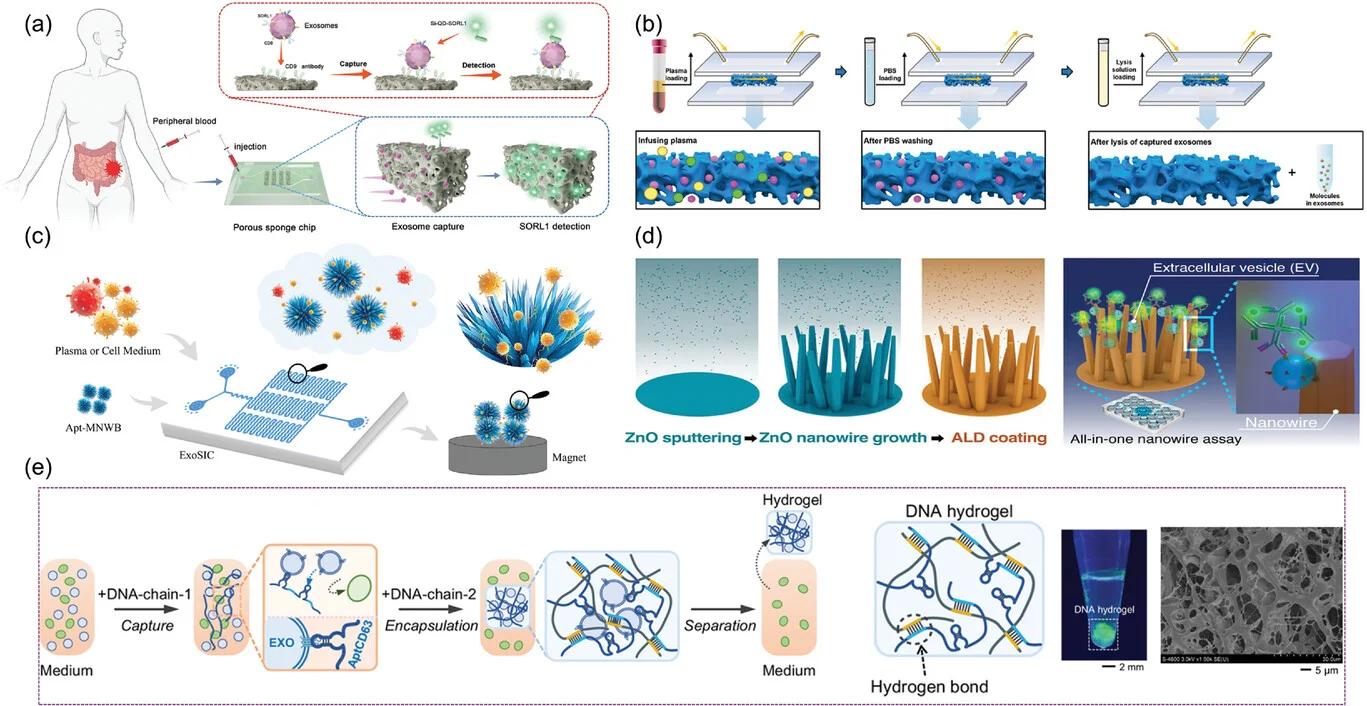 (a)
SORL1
Exosomes
CD9
CD9 antibody
Capture
Si-QD-SORL1
Detection
Peripheral blood
injection
Porous sponge chip
Exosome capture
SORL1 detection
(b)
Plasma
loading
PBS
loading
Lysis
solution
loading
Infusing plasma
After PBS washing
After lysis of captured exosomes
+
Molecules
in exosomes
(c)
Plasma or Cell Medium
Apt-MNWB
ExoSIC
Magnet
(d)
ZnO sputtering
ZnO nanowire growth
ALD coating
Extracellular vesicle (EV)
Nanowire
All-in-one nanowire assay
(e)
Medium
+DNA-chain-1
Capture
EXO
AptCD63
+DNA-chain-2
Encapsulation
Separation
Hydrogel
Medium
DNA hydrogel
Hydrogen bond
DNA hydrogel
2 mm
5 μm